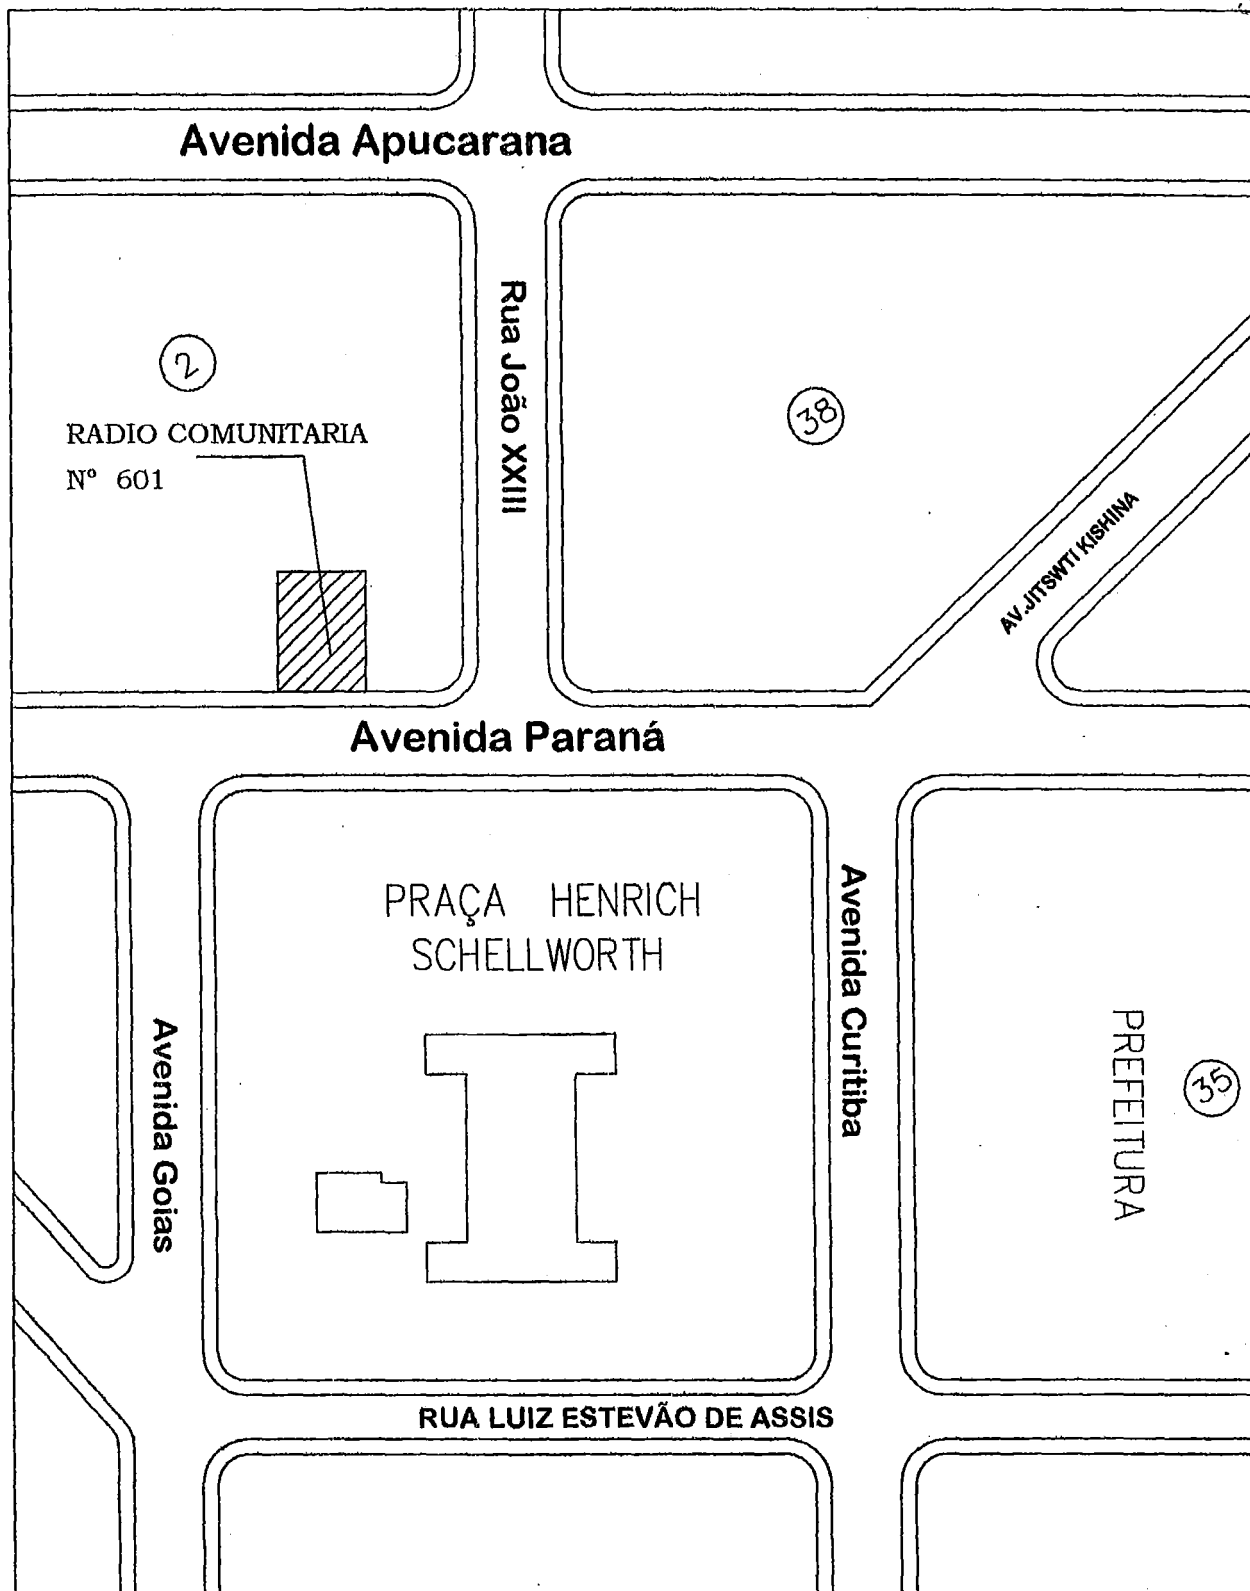 Avenida Apucarana
Rua João XXIII
2
38
RADIO COMUNITARIA
Nº 601
AV.JITSWTI KISHINA
Avenida Paraná
PRAÇA HENRICH
SCHELLWORTH
Avenida Curitiba
Avenida Goias
PREFEITURA
35
RUA LUIZ ESTEVÃO DE ASSIS